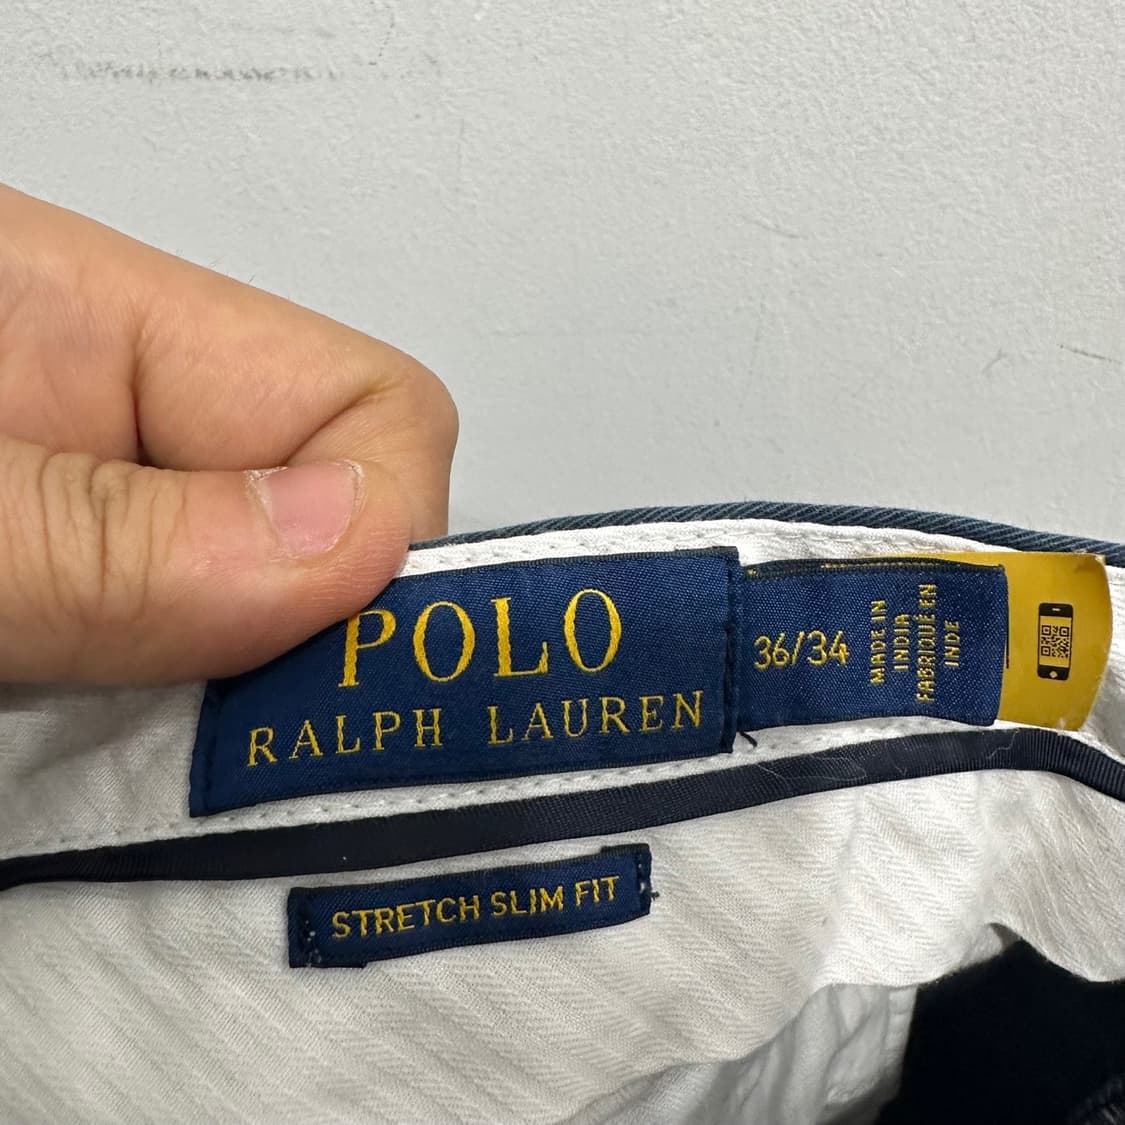 POLO
RALPH LAUREN
36/34
MADE IN
INDIA
FABRIQUÉ EN
INDE
STRETCH SLIM FIT